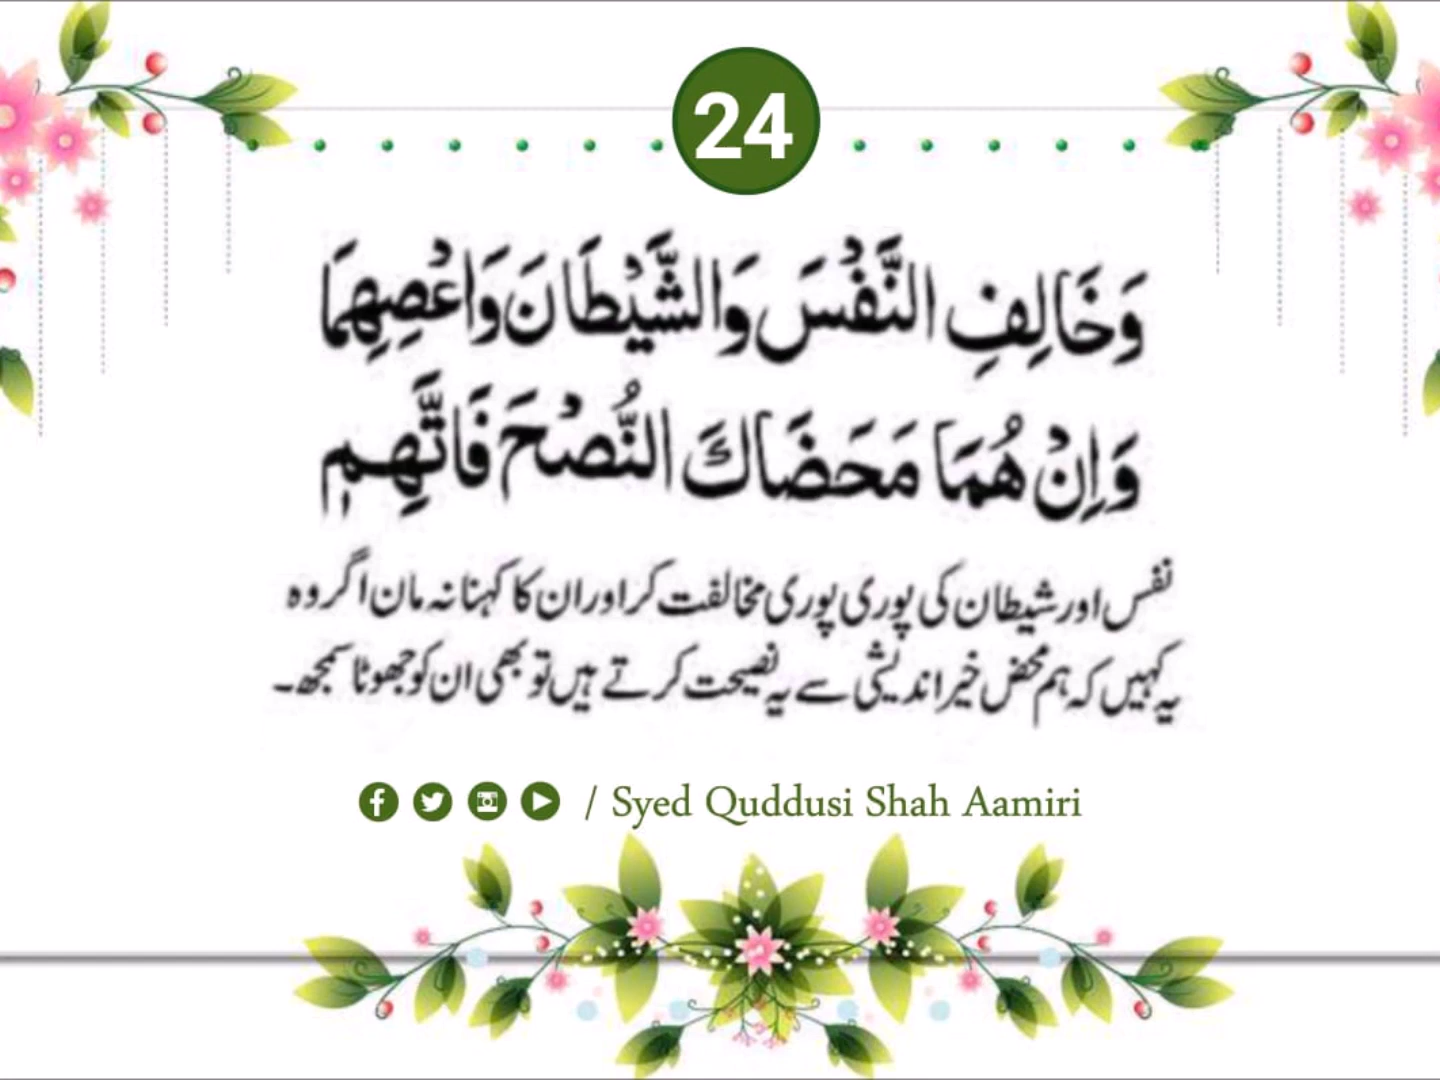 24
وَخَالِفِ النَّفْسَ وَالشَّيْطَانَ وَاعْصِهِمَا
وَاِنْ هُمَا مَحَضَاكَ النُّصْحَ فَاتَّهِمٖ
نفس اور شیطان کی پوری پوری مخالفت کر اور ان کا کہنا نہ مان اگر وہ
یہ کہیں کہ ہم محض خیر اندیشی سے یہ نصیحت کرتے ہیں تو بھی ان کو جھوٹا سمجھ۔
/ Syed Quddusi Shah Aamiri